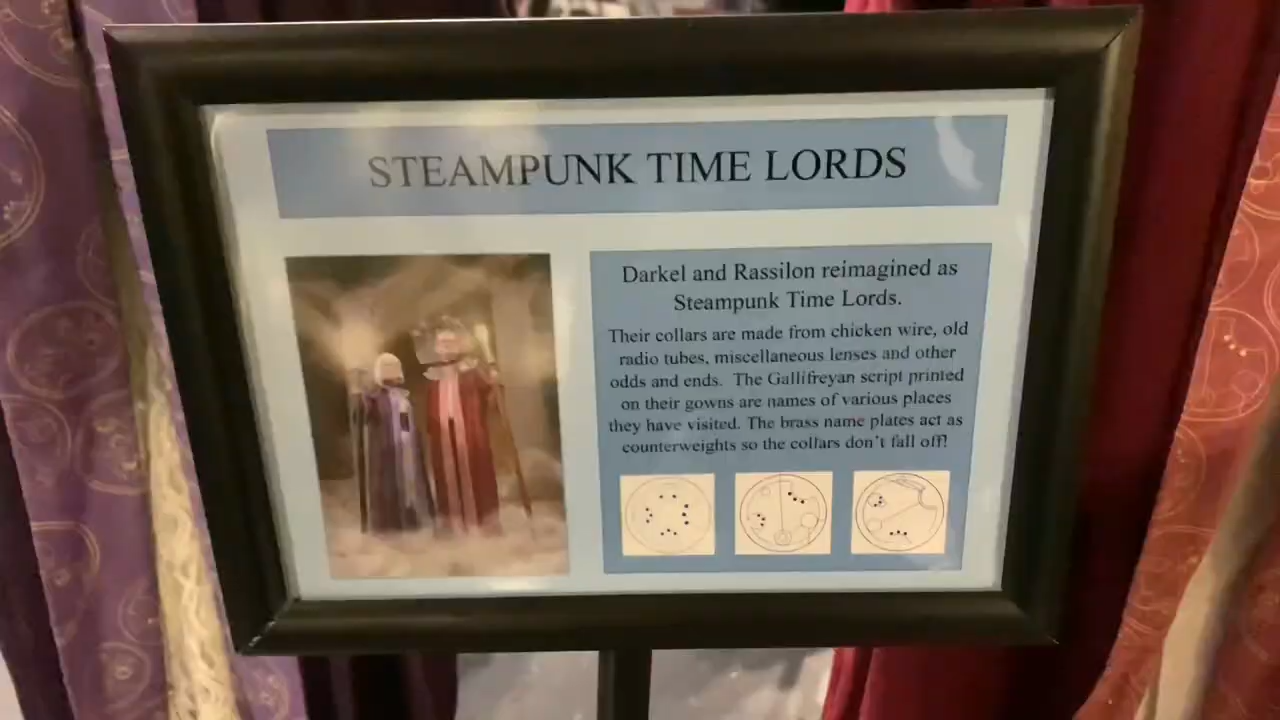 STEAMPUNK TIME LORDS
Darkel and Rassilon reimagined as
Steampunk Time Lords.
Their collars are made from chicken wire, old
radio tubes, miscellaneous lenses and other
odds and ends. The Gallifreyan script printed
on their gowns are names of various places
they have visited. The brass name plates act as
counterweights so the collars don't fall off!